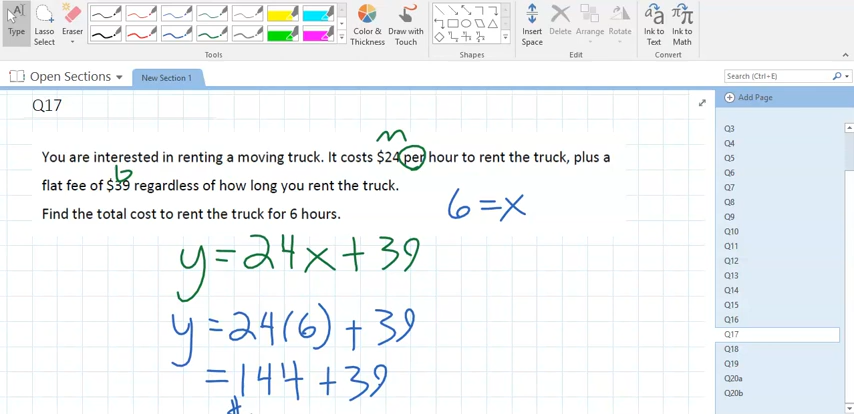 Type
Lasso Select
Eraser
Color & Thickness
Draw with Touch
Insert Space
Delete
Arrange
Rotate
Ink to Text
Ink to Math
Tools
Shapes
Edit
Convert
Open Sections
New Section 1
Search (Ctrl+E)
Q17
Add Page
m
You are interested in renting a moving truck. It costs $24 per hour to rent the truck, plus a
b
flat fee of $39 regardless of how long you rent the truck.
Find the total cost to rent the truck for 6 hours.
6 = x
y = 24x + 39
y = 24(6) + 39
= 144 + 39
$
Q3
Q4
Q5
Q6
Q7
Q8
Q9
Q10
Q11
Q12
Q13
Q14
Q15
Q16
Q17
Q18
Q19
Q20a
Q20b